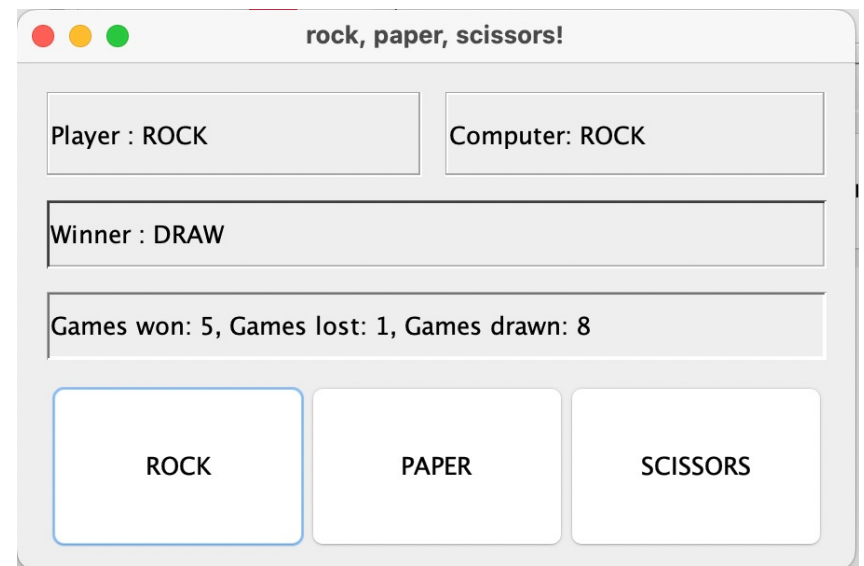 rock, paper, scissors!
Player : ROCK
Computer: ROCK
Winner : DRAW
Games won: 5, Games lost: 1, Games drawn: 8
ROCK
PAPER
SCISSORS